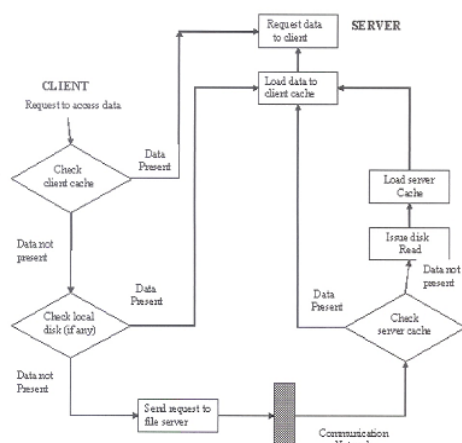 Request data
to client
SERVER
Load data to
client cache
CLIENT
Request to access data
Check
client cache
Data
Present
Load server
Cache
Data not
present
Issue disk
Read
Data not
present
Check local
disk (if any)
Data
Present
Data
Present
Check
server cache
Data not
Present
Send request to
file server
Communication